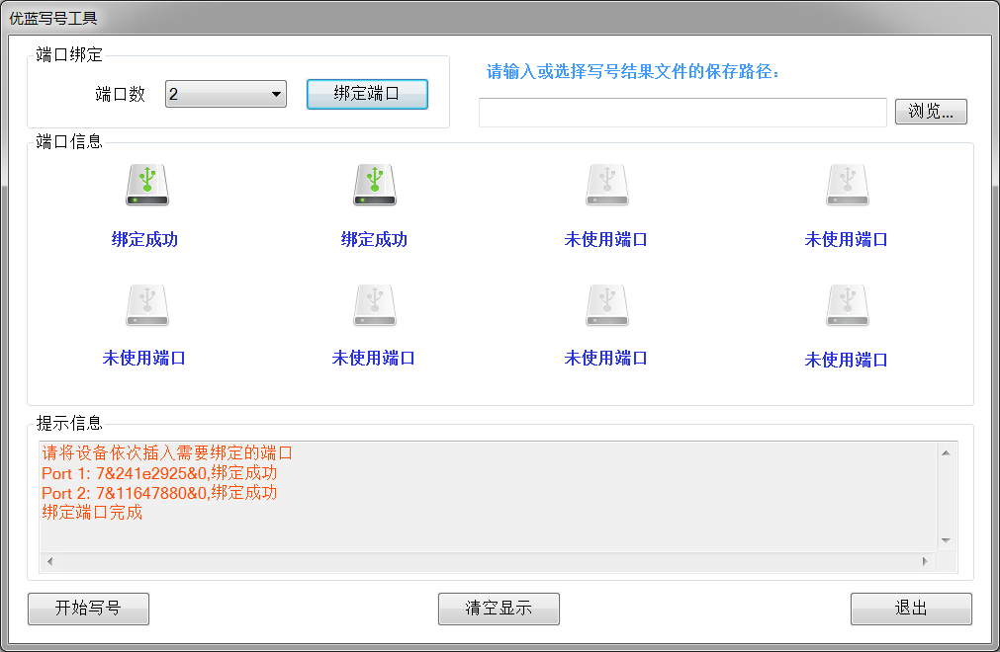 优蓝写号工具
端口绑定
端口数 2 绑定端口
请输入或选择写号结果文件的保存路径：
浏览...
端口信息
绑定成功 绑定成功 未使用端口 未使用端口
未使用端口 未使用端口 未使用端口 未使用端口
提示信息
请将设备依次插入需要绑定的端口
Port 1: 7&241e2925&0,绑定成功
Port 2: 7&11647880&0,绑定成功
绑定端口完成
开始写号 清空显示 退出